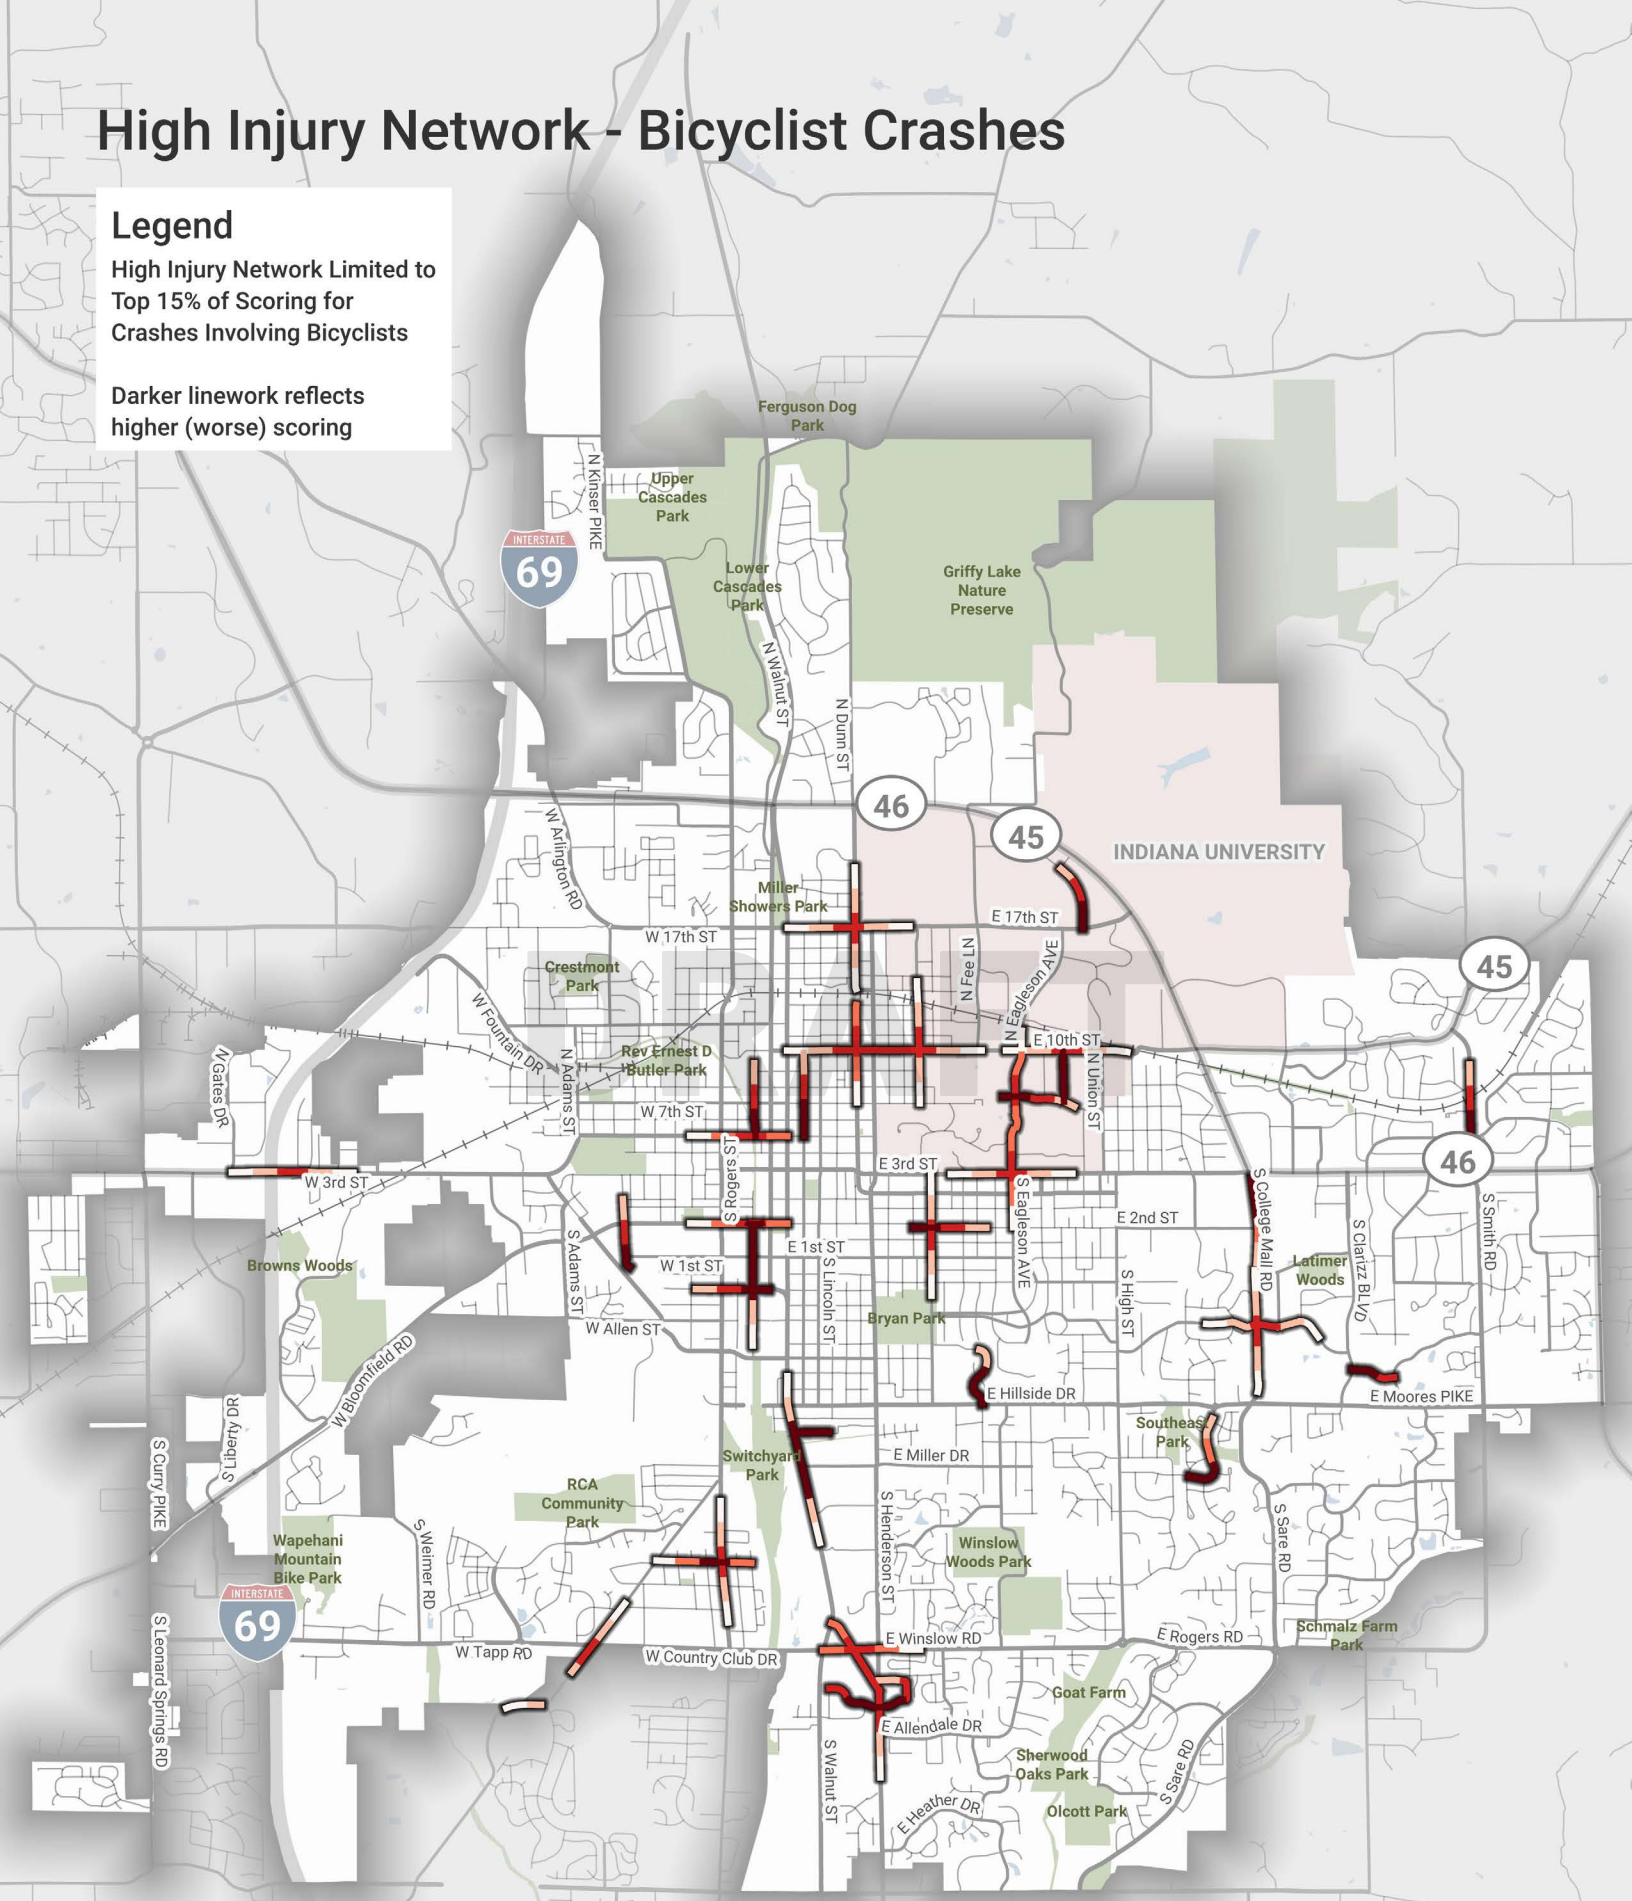 High Injury Network - Bicyclist Crashes
Legend
High Injury Network Limited to
Top 15% of Scoring for
Crashes Involving Bicyclists
Darker linework reflects
higher (worse) scoring
Ferguson Dog
Park
N Kinser PIKE
Upper
Cascades
Park
INTERSTATE
69
Lower
Cascades
Park
Griffy Lake
Nature
Preserve
N Walnut ST
N Dunn ST
46
45
W Arlington RD
INDIANA UNIVERSITY
Miller
Showers Park
E 17th ST
W 17th ST
N Fee LN
N Eagleson AVE
45
Crestmont
Park
DRAFT
W Fountain DR
E 10th ST
N Gates DR
N Adams ST
Rev Ernest D
Butler Park
N Union ST
W 7th ST
46
E 3rd ST
W 3rd ST
S Rogers ST
S Eagleson AVE
S College Mall RD
E 2nd ST
S Clarizz BLVD
S Smith RD
S Adams ST
E 1st ST
W 1st ST
S Lincoln ST
Browns Woods
Latimer
Woods
S High ST
Bryan Park
W Allen ST
W Bloomfield RD
E Hillside DR
E Moores PIKE
S Liberty DR
S Curry PIKE
Southeast
Park
Switchyard
Park
E Miller DR
RCA
Community
Park
S Henderson ST
S Sare RD
S Weimer RD
Wapehani
Mountain
Bike Park
Winslow
Woods Park
INTERSTATE
69
S Leonard Springs RD
E Winslow RD
E Rogers RD
Schmalz Farm
Park
W Tapp RD
W Country Club DR
Goat Farm
E Allendale DR
S Walnut ST
Sherwood
Oaks Park
S Sare RD
E Heather DR
Olcott Park